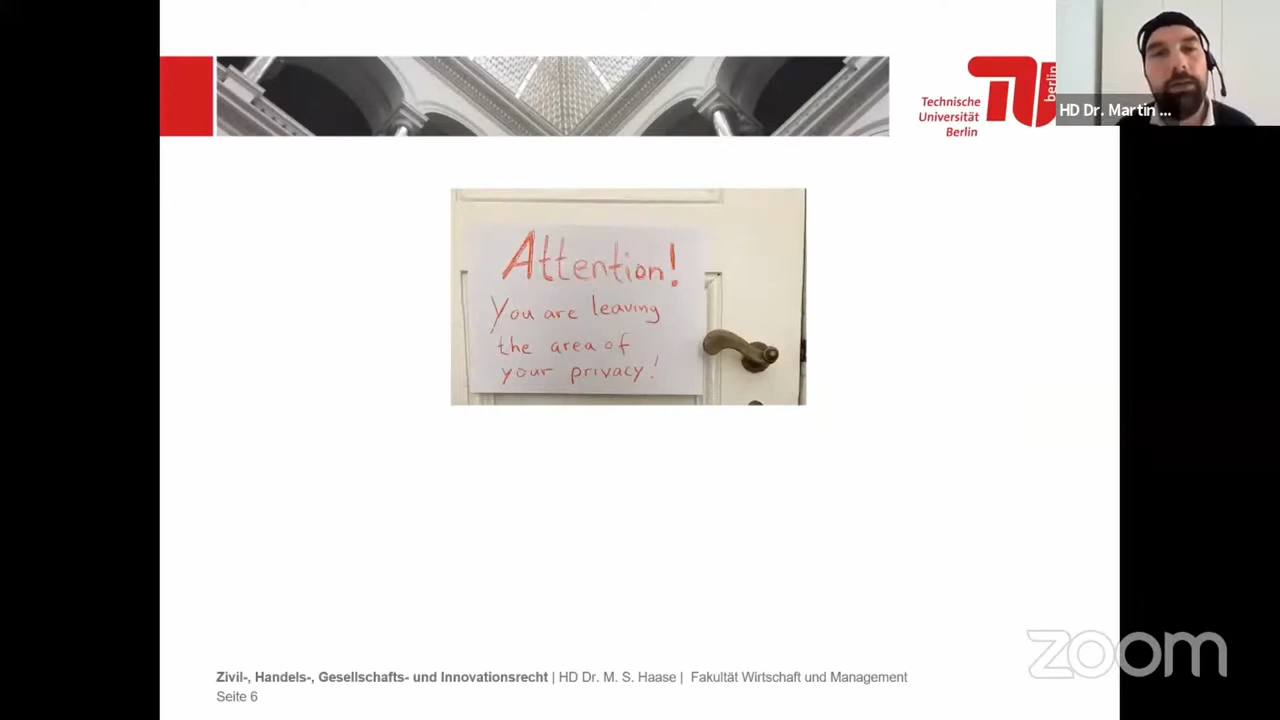 Technische
Universität
Berlin
berlin
HD Dr. Martin ...
Attention!
You are leaving
the area of
your privacy!
zoom
Zivil-, Handels-, Gesellschafts- und Innovationsrecht | HD Dr. M. S. Haase | Fakultät Wirtschaft und Management
Seite 6